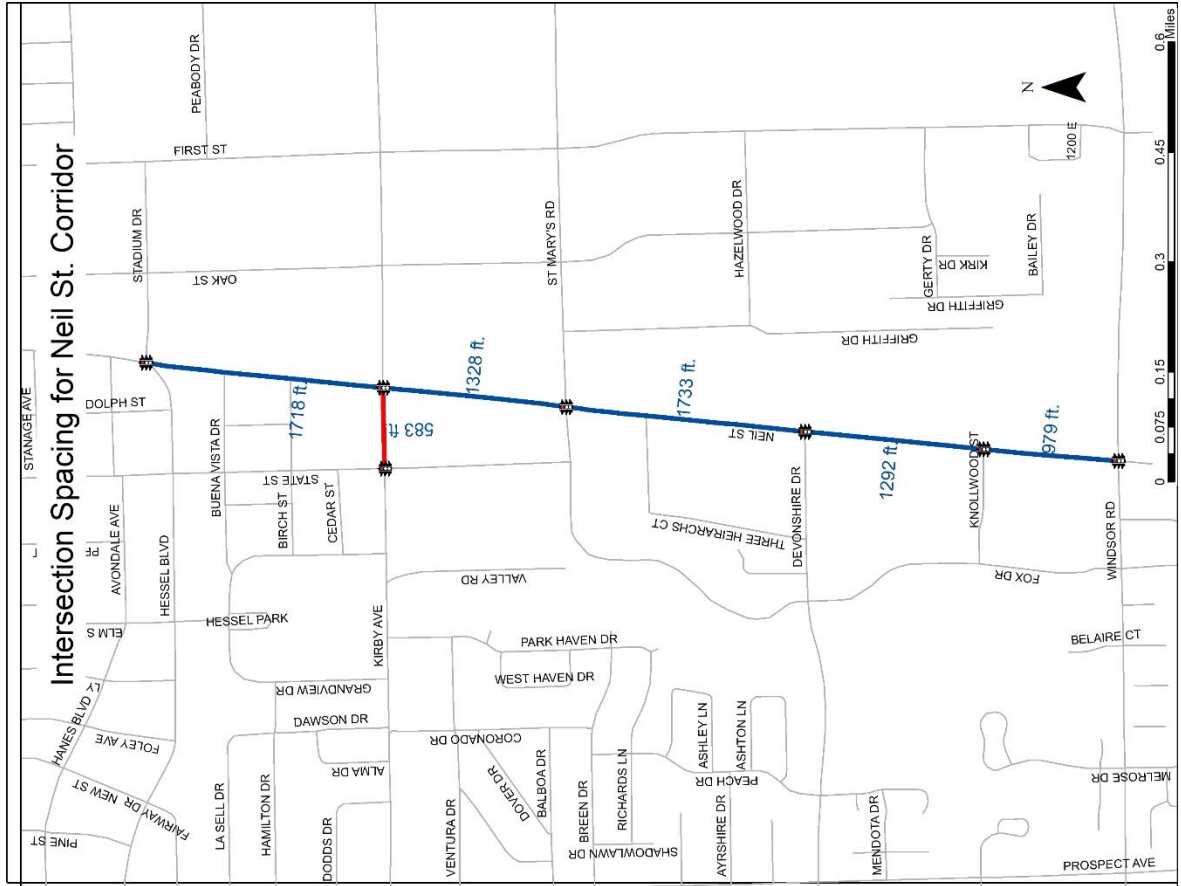 Intersection Spacing for Neil St. Corridor
STANAGE AVE
PEABODY DR
FIRST ST
STADIUM DR
OAK ST
DOLPH ST
BUENA VISTA DR
AVONDALE AVE
HESSEL BLVD
ELM S
LY
HANES BLVD
FOLEY AVE
NEW ST
FAIRWAY DR
PINE ST
HESSEL PARK
BIRCH ST
CEDAR ST
STATE ST
1718 ft.
583 ft.
1328 ft.
ST MARY'S RD
KIRBY AVE
VALLEY RD
GRANDVIEW DR
DAWSON DR
ALMA DR
LA SELL DR
HAMILTON DR
DODDS DR
PARK HAVEN DR
WEST HAVEN DR
CORONADO DR
DOVER DR
VENTURA DR
BALBOA DR
BREEN DR
RICHARDS LN
SHADOWLAWN DR
1733 ft.
NEIL ST
HAZELWOOD DR
GRIFFITH DR
GERTY DR
KIRK DR
GRIFFITH DR
BAILEY DR
1200 E
THREE HEIRARCHS CT
DEVONSHIRE DR
ASHLEY LN
ASHTON LN
PEACH DR
AYRSHIRE DR
MENDOTA DR
1292 ft.
KNOLLWOOD ST
979 ft.
FOX DR
WINDSOR RD
BELAIRE CT
MELROSE DR
PROSPECT AVE
N
0
0.075
0.15
0.3
0.45
0.6
Miles